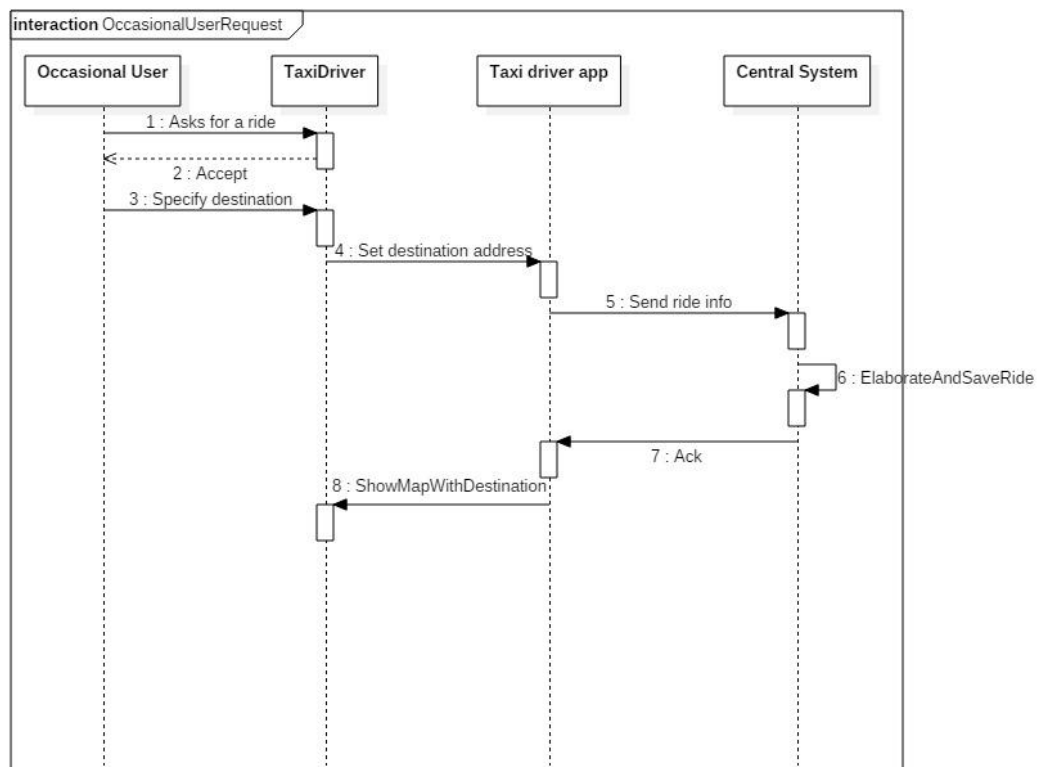 interaction OccasionalUserRequest
Occasional User
TaxiDriver
Taxi driver app
Central System
1 : Asks for a ride
2 : Accept
3 : Specify destination
4 : Set destination address
5 : Send ride info
6 : ElaborateAndSaveRide
7 : Ack
8 : ShowMapWithDestination